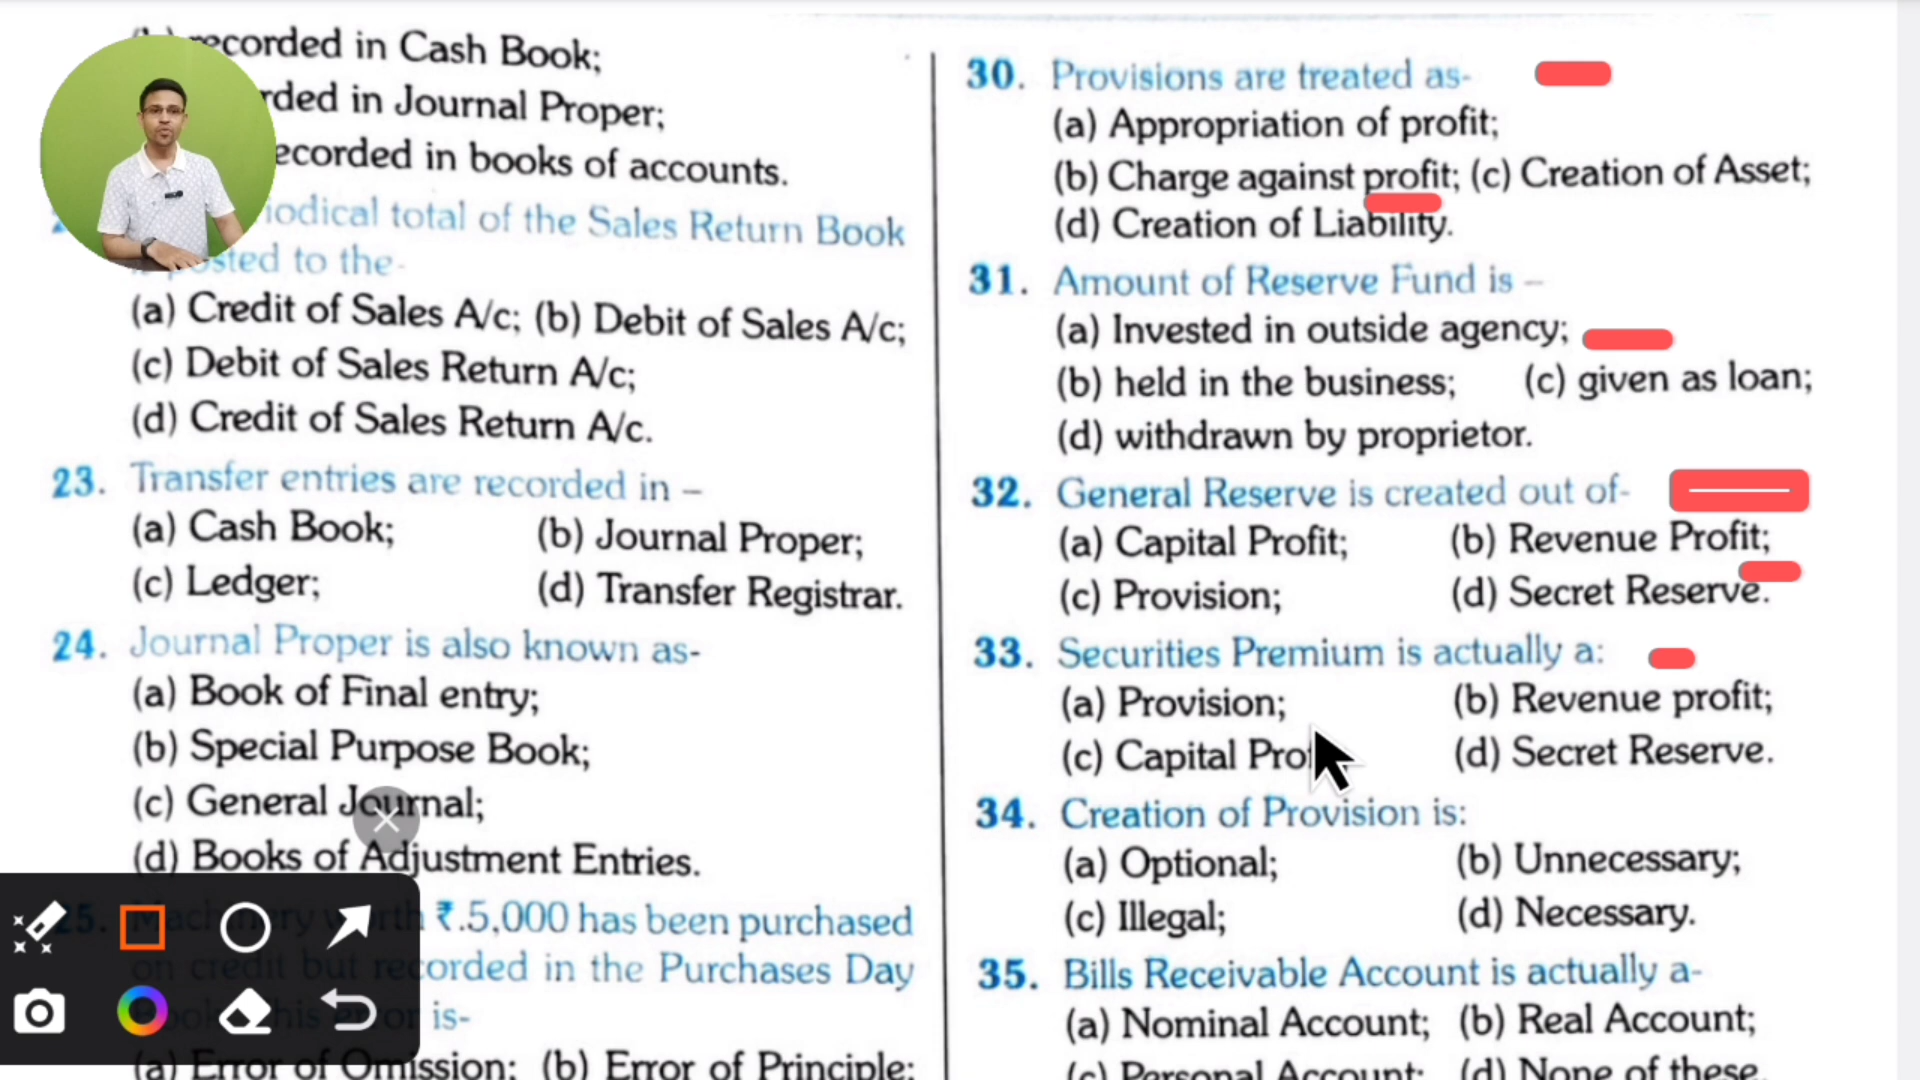 recorded in Cash Book;
rded in Journal Proper;
ecorded in books of accounts.
iodical total of the Sales Return Book
osted to the-
(a) Credit of Sales A/c; (b) Debit of Sales A/c;
(c) Debit of Sales Return A/c;
(d) Credit of Sales Return A/c.
23. Transfer entries are recorded in –
(a) Cash Book; (b) Journal Proper;
(c) Ledger; (d) Transfer Registrar.
24. Journal Proper is also known as-
(a) Book of Final entry;
(b) Special Purpose Book;
(c) General Journal;
(d) Books of Adjustment Entries.
25. Machinery worth ₹.5,000 has been purchased
on credit but recorded in the Purchases Day
Book. This error is-
(a) Error of Omission; (b) Error of Principle;
30. Provisions are treated as-
(a) Appropriation of profit;
(b) Charge against profit; (c) Creation of Asset;
(d) Creation of Liability.
31. Amount of Reserve Fund is –
(a) Invested in outside agency;
(b) held in the business; (c) given as loan;
(d) withdrawn by proprietor.
32. General Reserve is created out of-
(a) Capital Profit; (b) Revenue Profit;
(c) Provision; (d) Secret Reserve.
33. Securities Premium is actually a:
(a) Provision; (b) Revenue profit;
(c) Capital Pro (d) Secret Reserve.
34. Creation of Provision is:
(a) Optional; (b) Unnecessary;
(c) Illegal; (d) Necessary.
35. Bills Receivable Account is actually a-
(a) Nominal Account; (b) Real Account;
(c) Personal Account; (d) None of these.